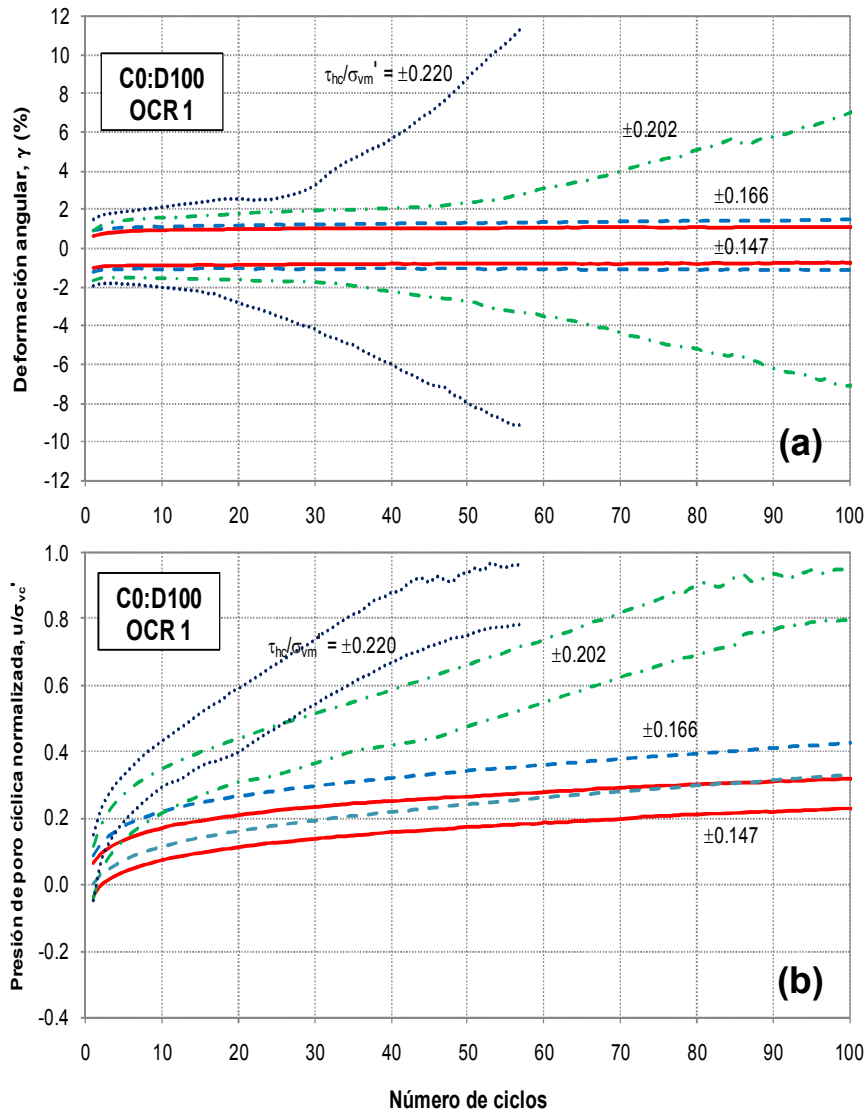 12
10
8
6
4
2
0
-2
-4
-6
-8
-10
-12
Deformación angular, γ (%)
C0:D100
OCR 1
τhc/σvm' = ±0.220
±0.202
±0.166
±0.147
(a)
0 10 20 30 40 50 60 70 80 90 100
1.0
0.8
0.6
0.4
0.2
0.0
-0.2
-0.4
Presión de poro cíclica normalizada, u/σvc'
C0:D100
OCR 1
τhc/σvm = ±0.220
±0.202
±0.166
±0.147
(b)
0 10 20 30 40 50 60 70 80 90 100
Número de ciclos